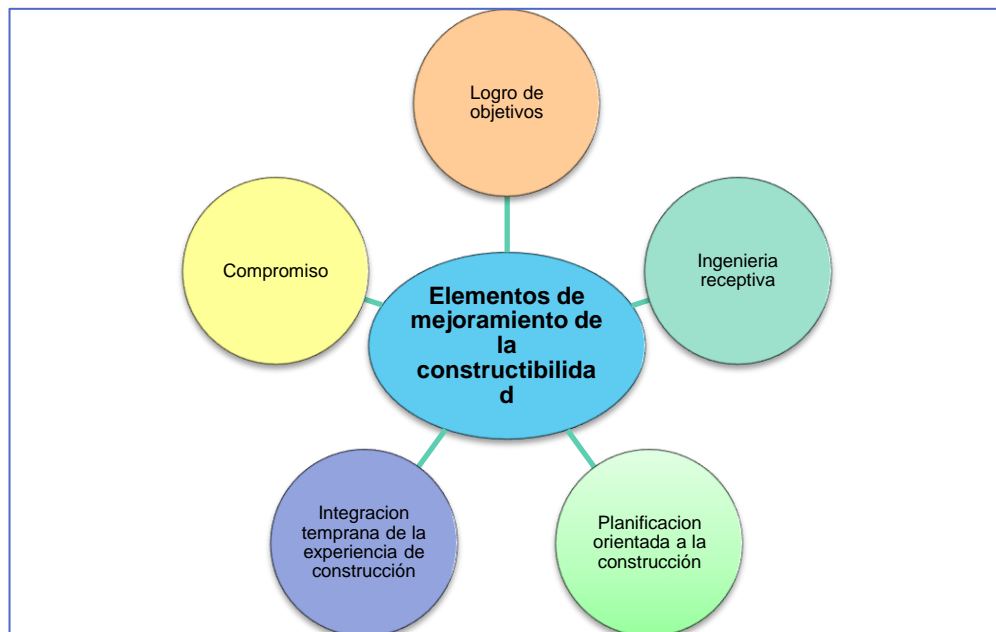 Logro de
objetivos
Compromiso
Ingenieria
receptiva
Elementos de
mejoramiento de
la
constructibilida
d
Integracion
temprana de la
experiencia de
construcción
Planificacion
orientada a la
construcción